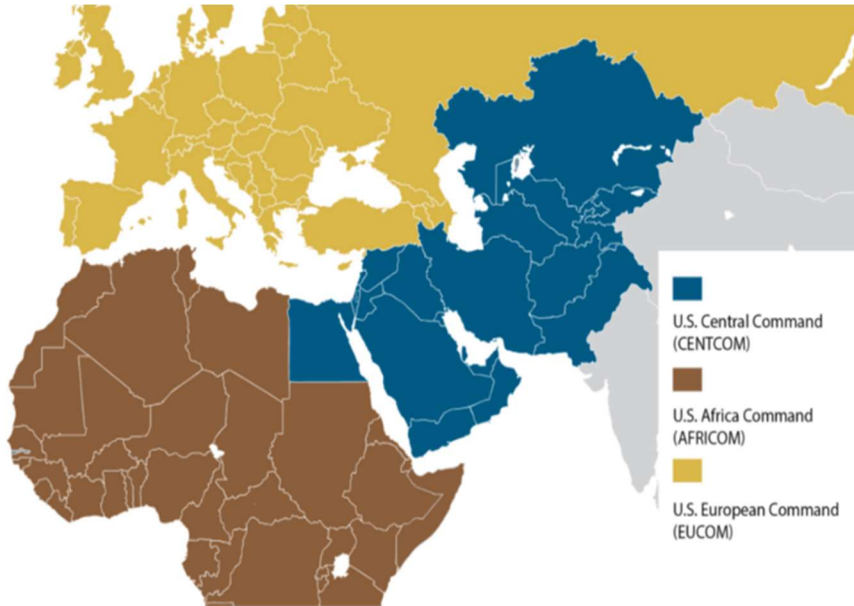 U.S. Central Command
(CENTCOM)
U.S. Africa Command
(AFRICOM)
U.S. European Command
(EUCOM)